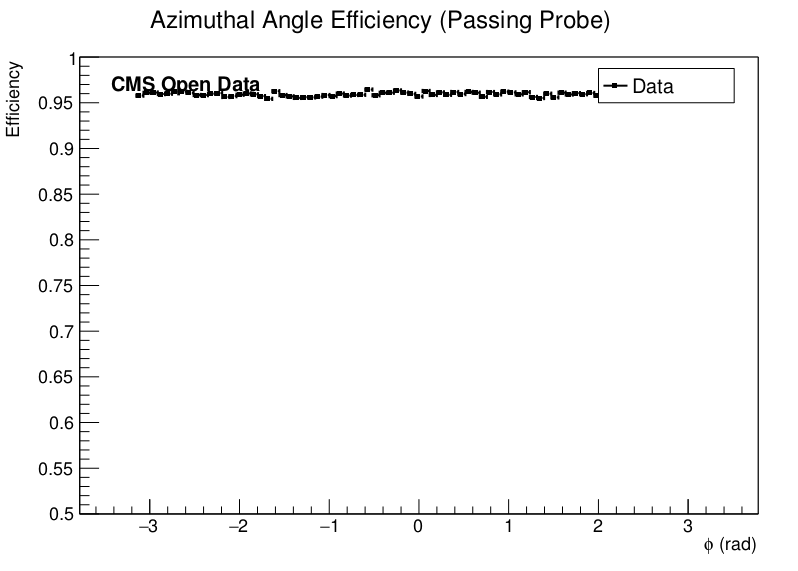 Azimuthal Angle Efficiency (Passing Probe)
Efficiency
1
CMS Open Data
Data
0.95
0.9
0.85
0.8
0.75
0.7
0.65
0.6
0.55
0.5
−3 −2 −1 0 1 2 3
ϕ (rad)